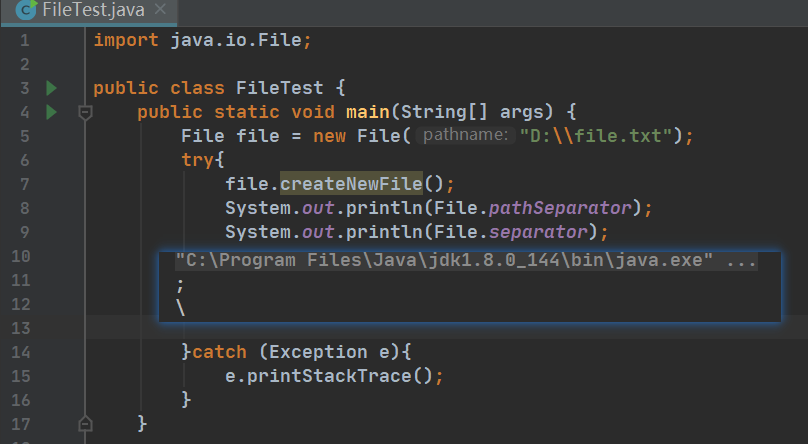 FileTest.java
1 import java.io.File;
2
3 public class FileTest {
4 public static void main(String[] args) {
5 File file = new File( pathname: "D:\\file.txt");
6 try{
7 file.createNewFile();
8 System.out.println(File.pathSeparator);
9 System.out.println(File.separator);
10 "C:\Program Files\Java\jdk1.8.0_144\bin\java.exe" ...
11 ;
12 \
13
14 }catch (Exception e){
15 e.printStackTrace();
16 }
17 }